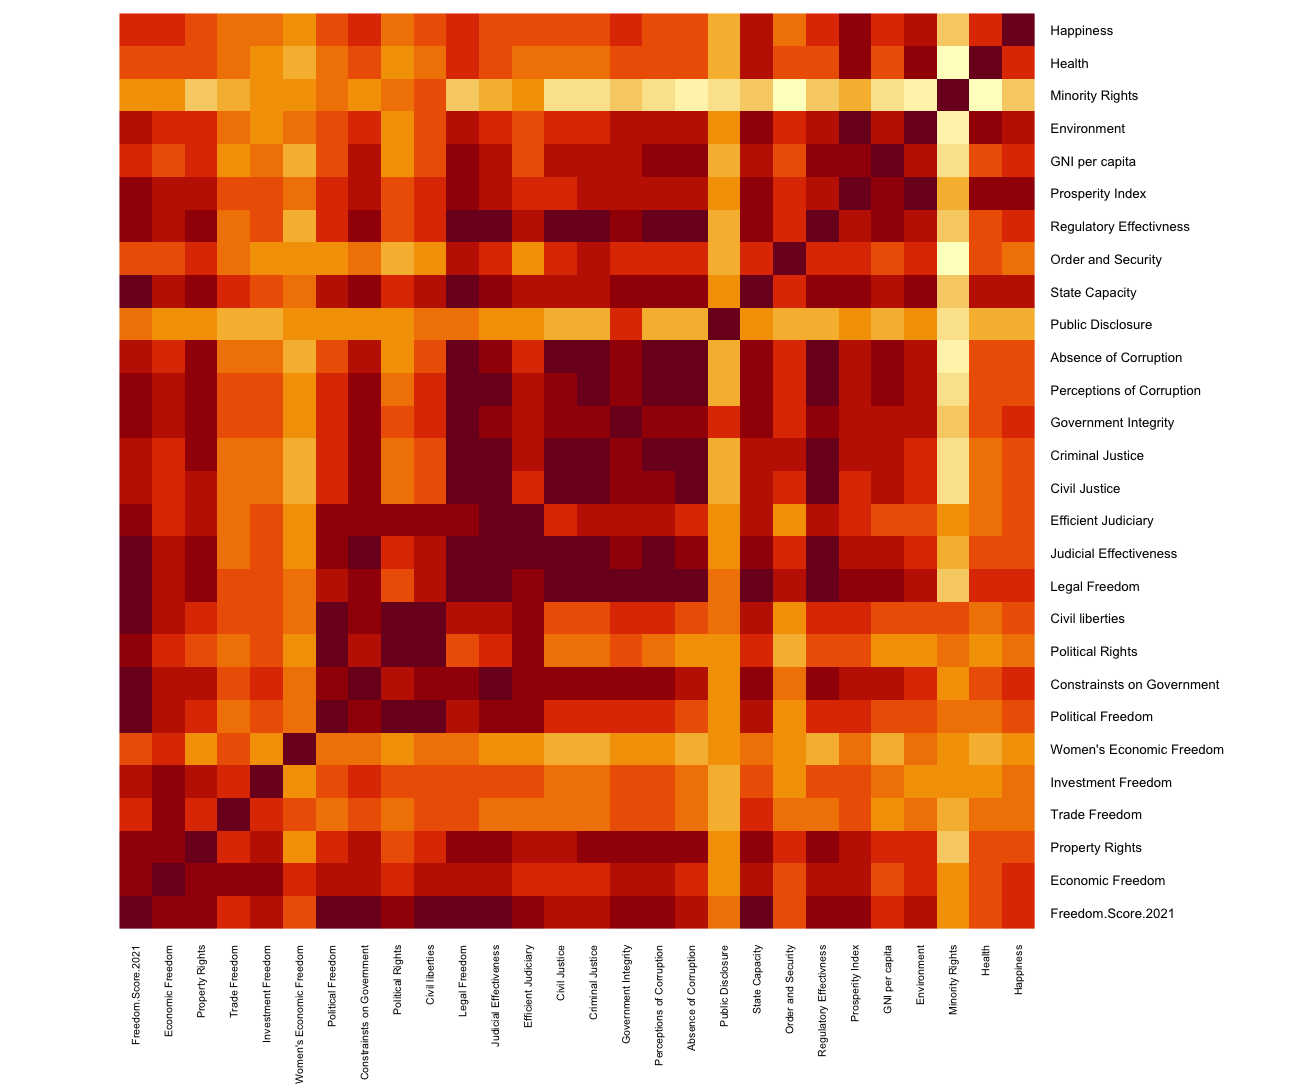 Happiness
Health
Minority Rights
Environment
GNI per capita
Prosperity Index
Regulatory Effectivness
Order and Security
State Capacity
Public Disclosure
Absence of Corruption
Perceptions of Corruption
Government Integrity
Criminal Justice
Civil Justice
Efficient Judiciary
Judicial Effectiveness
Legal Freedom
Civil liberties
Political Rights
Constrainsts on Government
Political Freedom
Women's Economic Freedom
Investment Freedom
Trade Freedom
Property Rights
Economic Freedom
Freedom.Score.2021
Freedom.Score.2021
Economic Freedom
Property Rights
Trade Freedom
Investment Freedom
Women's Economic Freedom
Political Freedom
Constrainsts on Government
Political Rights
Civil liberties
Legal Freedom
Judicial Effectiveness
Efficient Judiciary
Civil Justice
Criminal Justice
Government Integrity
Perceptions of Corruption
Absence of Corruption
Public Disclosure
State Capacity
Order and Security
Regulatory Effectivness
Prosperity Index
GNI per capita
Environment
Minority Rights
Health
Happiness